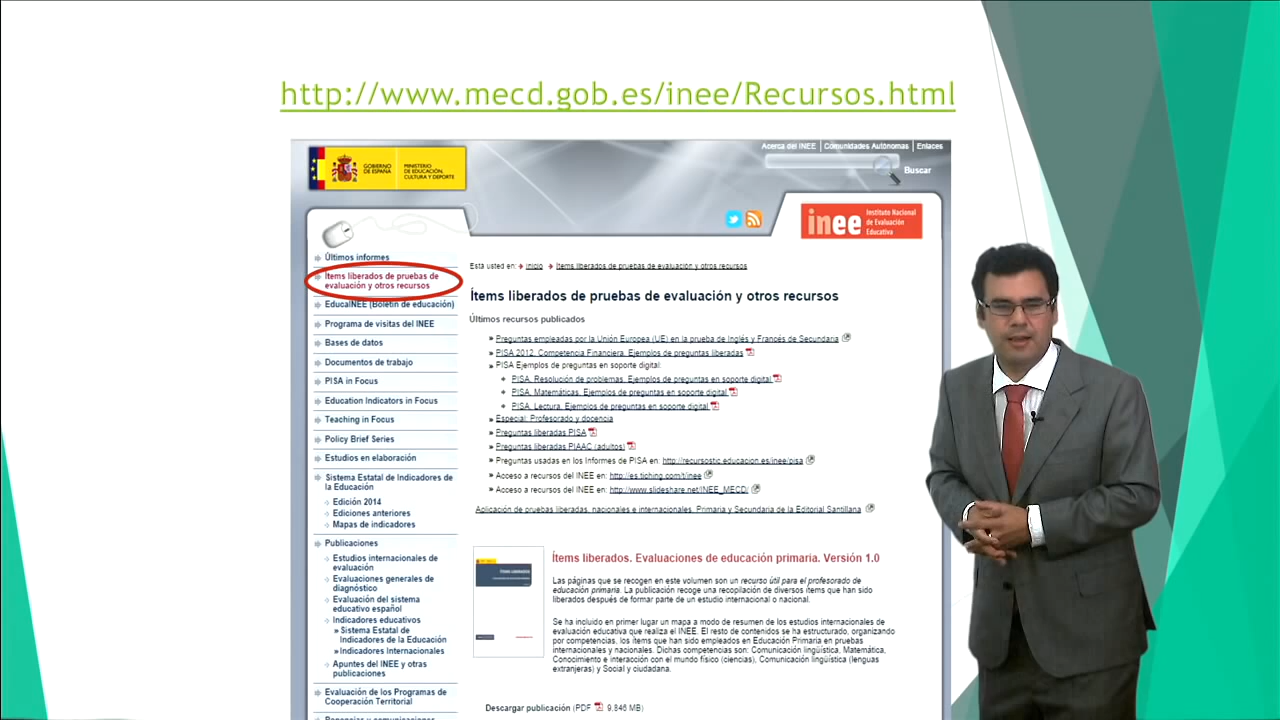 http://www.mecd.gob.es/inee/Recursos.html
Acerca del INEE | Comunidades Autónomas | Enlaces
Buscar
GOBIERNO
DE ESPAÑA
MINISTERIO
DE EDUCACIÓN,
CULTURA Y DEPORTE
inee
Instituto Nacional
de Evaluación
Educativa
Últimos informes
Ítems liberados de pruebas de
evaluación y otros recursos
EducaINEE (Boletín de educación)
Programa de visitas del INEE
Bases de datos
Documentos de trabajo
PISA in Focus
Education Indicators in Focus
Teaching in Focus
Policy Brief Series
Estudios en elaboración
Sistema Estatal de Indicadores de
la Educación
Edición 2014
Ediciones anteriores
Mapas de indicadores
Publicaciones
Estudios internacionales de
evaluación
Evaluaciones generales de
diagnóstico
Evaluación del sistema
educativo español
Indicadores educativos
» Sistema Estatal de
Indicadores de la Educación
» Indicadores Internacionales
Apuntes del INEE y otras
publicaciones
Evaluación de los Programas de
Cooperación Territorial
Está usted en: inicio Ítems liberados de pruebas de evaluación y otros recursos
Ítems liberados de pruebas de evaluación y otros recursos
Últimos recursos publicados
» Preguntas empleadas por la Unión Europea (UE) en la prueba de Inglés y Francés de Secundaria
» PISA 2012. Competencia Financiera. Ejemplos de preguntas liberadas
» PISA Ejemplos de preguntas en soporte digital:
PISA. Resolución de problemas. Ejemplos de preguntas en soporte digital
PISA. Matemáticas. Ejemplos de preguntas en soporte digital
PISA. Lectura. Ejemplos de preguntas en soporte digital
» Especial: Profesorado y docencia
» Preguntas liberadas PISA
» Preguntas liberadas PIAAC (adultos)
» Preguntas usadas en los Informes de PISA en: http://recursostic.educacion.es/inee/pisa
» Acceso a recursos del INEE en: http://es.tiching.com/t/inee
» Acceso a recursos del INEE en: http://www.slideshare.net/INEE_MECD/
Aplicación de pruebas liberadas, nacionales e internacionales. Primaria y Secundaria de la Editorial Santillana
Ítems liberados. Evaluaciones de educación primaria. Versión 1.0
Las páginas que se recogen en este volumen son un recurso útil para el profesorado de
educación primaria. La publicación recoge una recopilación de diversos ítems que han sido
liberados después de formar parte de un estudio internacional o nacional.
Se ha incluido en primer lugar un mapa a modo de resumen de los estudios internacionales de
evaluación educativa que realiza el INEE. El resto de contenidos se ha estructurado, organizando
por competencias, los ítems que han sido empleados en Educación Primaria en pruebas
internacionales y nacionales. Dichas competencias son: Comunicación lingüística, Matemática,
Conocimiento e interacción con el mundo físico (ciencias), Comunicación lingüística (lenguas
extranjeras) y Social y ciudadana.
Descargar publicación (PDF 9,846 MB)